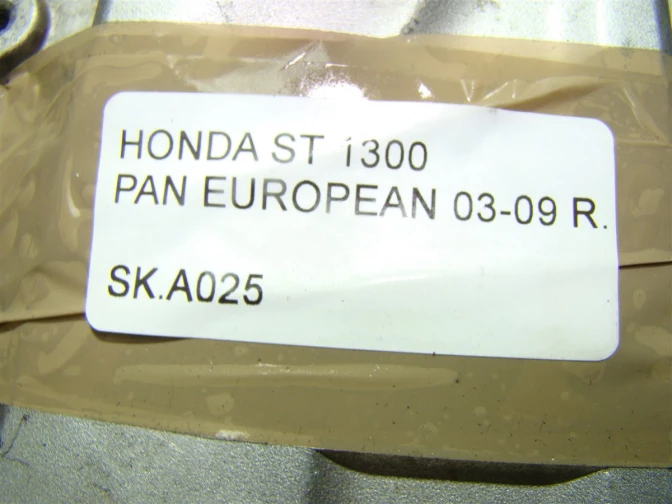 HONDA ST 1300
PAN EUROPEAN 03-09 R.
SK.A025